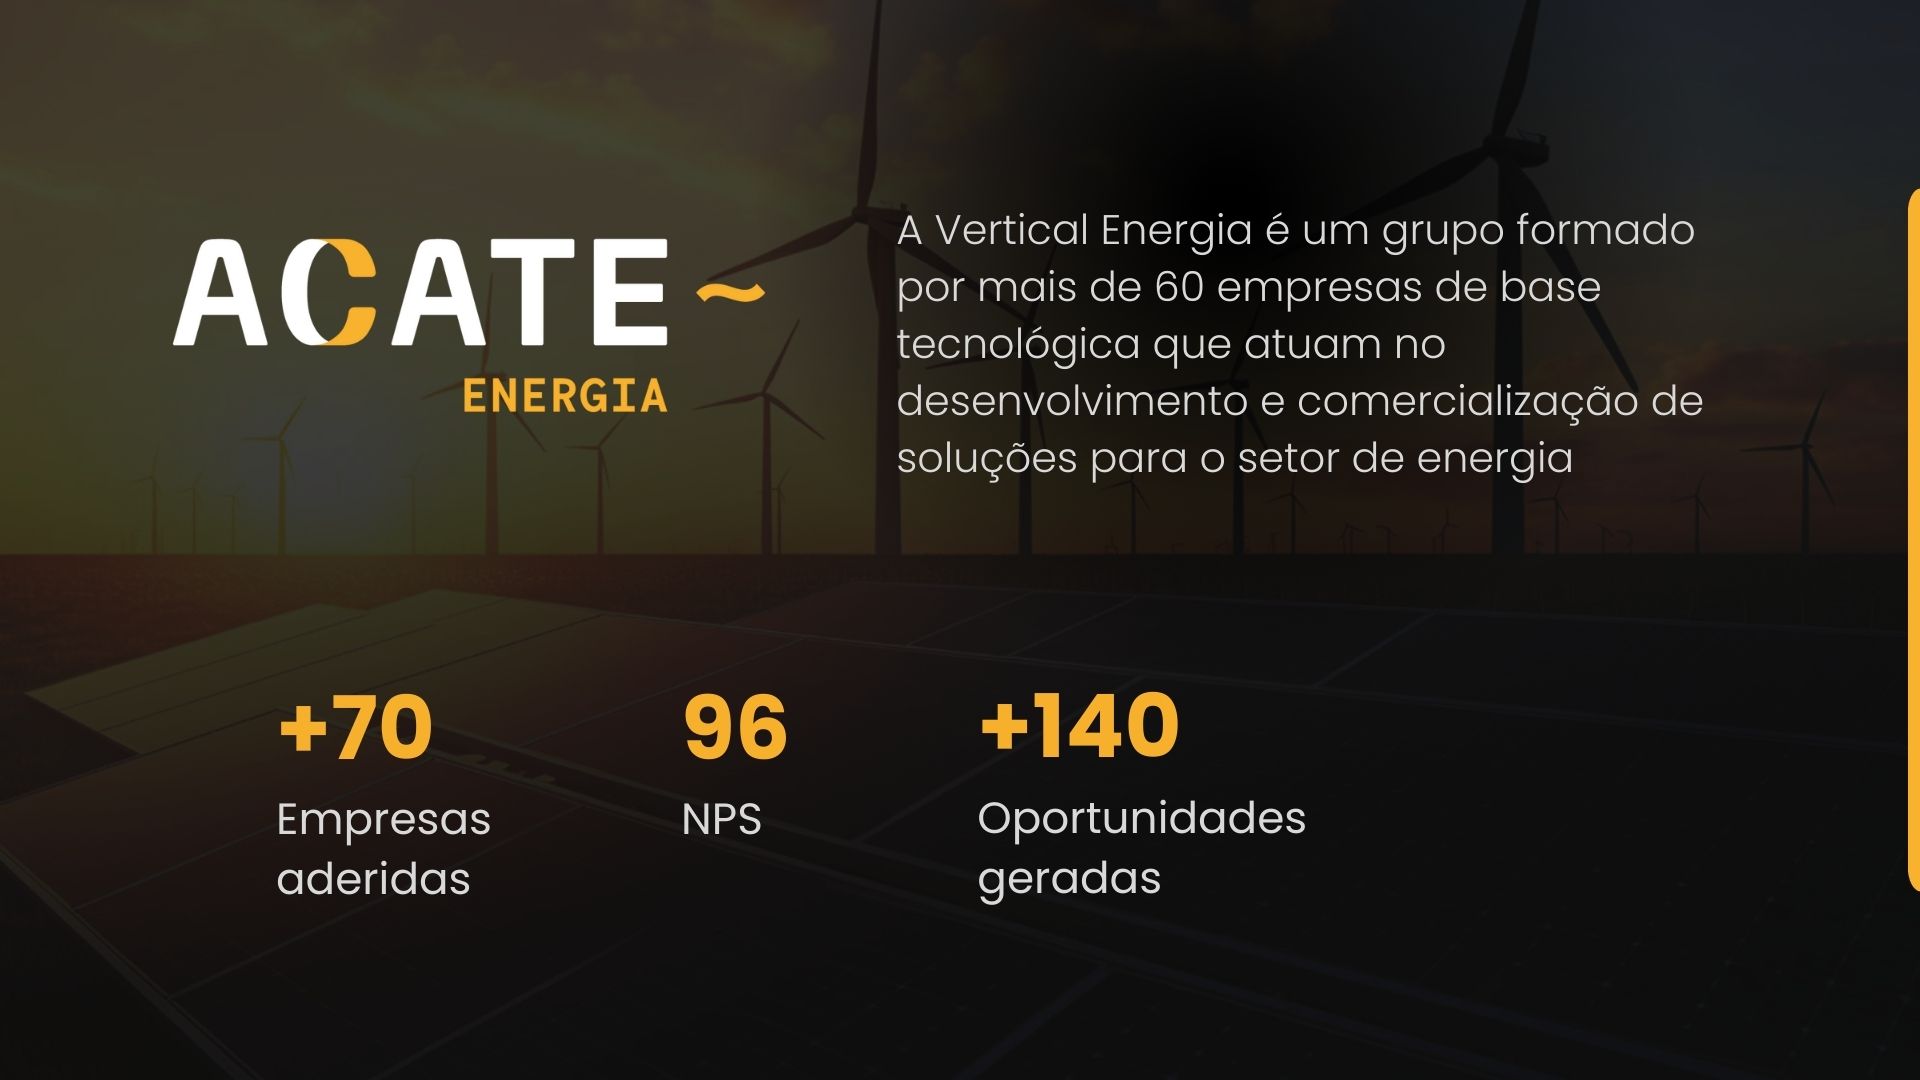 ACATE ~
ENERGIA
A Vertical Energia é um grupo formado
por mais de 60 empresas de base
tecnológica que atuam no
desenvolvimento e comercialização de
soluções para o setor de energia
+70
Empresas
aderidas
96
NPS
+140
Oportunidades
geradas